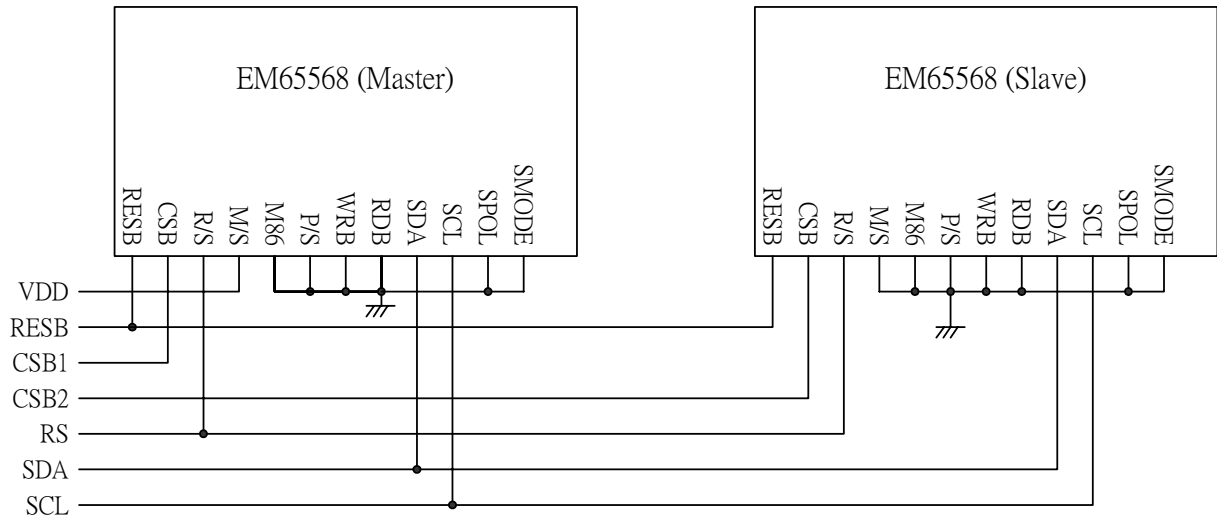 EM65568 (Master)
EM65568 (Slave)
RESB
CSB
R/S
M/S
M86
P/S
WRB
RDB
SDA
SCL
SPOL
SMODE
RESB
CSB
R/S
M/S
M86
P/S
WRB
RDB
SDA
SCL
SPOL
SMODE
VDD
RESB
CSB1
CSB2
RS
SDA
SCL